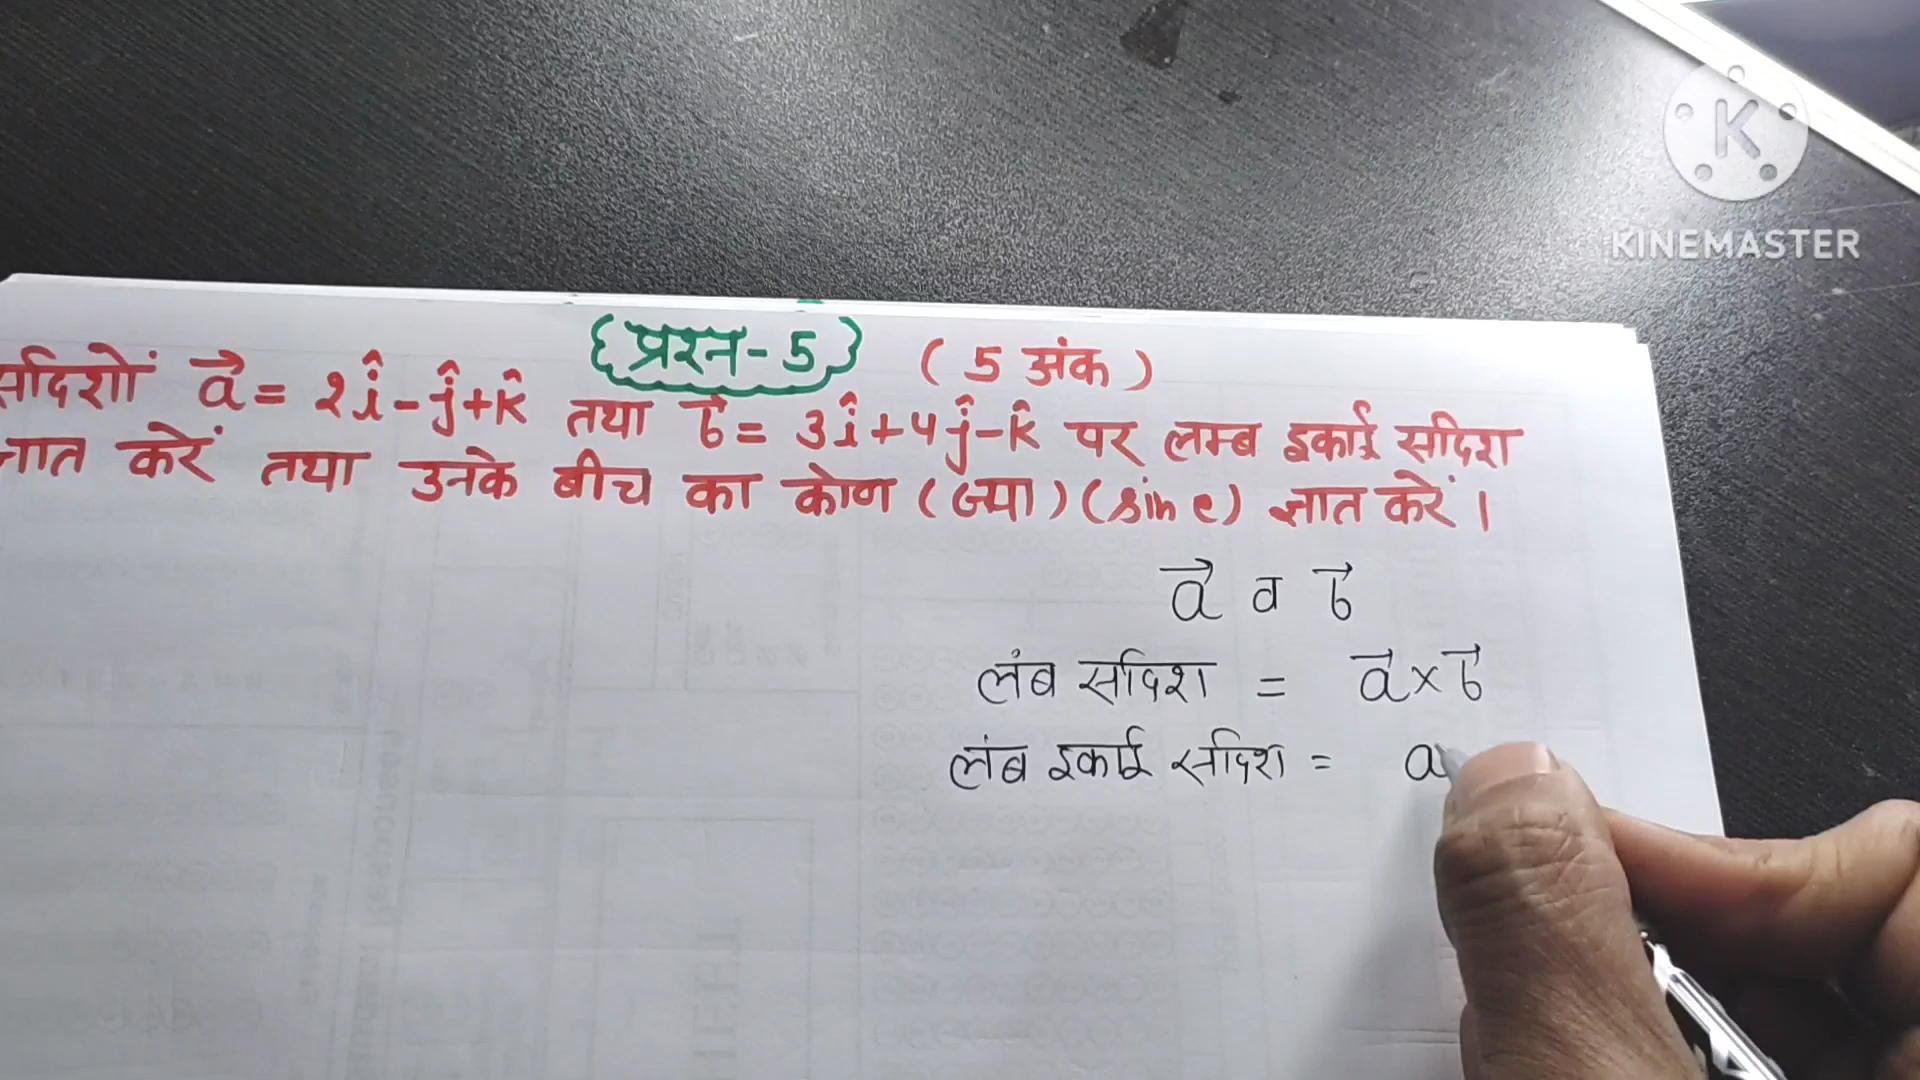 K
KINEMASTER
{प्रश्न-5} (5 अंक)
सदिशों a⃗ = 2î-ĵ+k̂ तथा b⃗ = 3î+4ĵ-k̂ पर लम्ब इकाई सदिश
ज्ञात करें तथा उनके बीच का कोण (ज्या) (sin e) ज्ञात करें।
a⃗ व b⃗
लंब सदिश = a⃗×b⃗
लंब इकाई सदिश = a